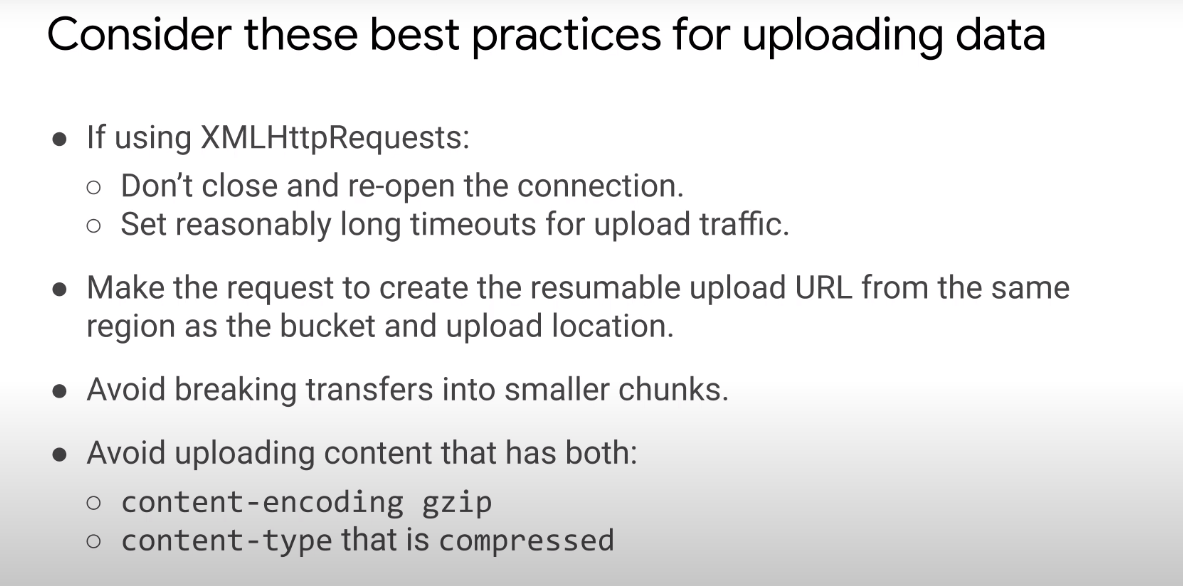 Consider these best practices for uploading data
● If using XMLHttpRequests:
○ Don’t close and re-open the connection.
○ Set reasonably long timeouts for upload traffic.
● Make the request to create the resumable upload URL from the same
region as the bucket and upload location.
● Avoid breaking transfers into smaller chunks.
● Avoid uploading content that has both:
○ content-encoding gzip
○ content-type that is compressed